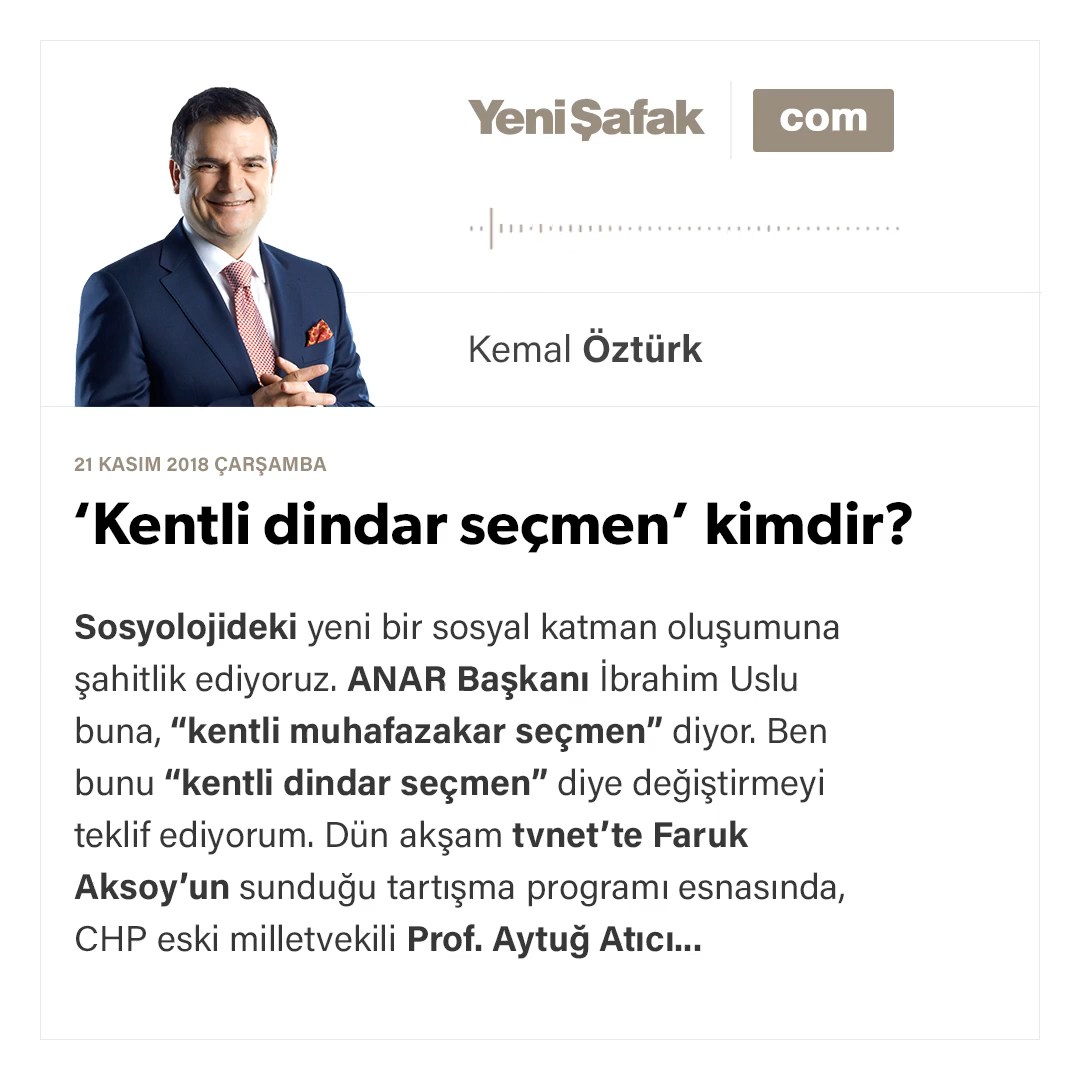 YeniŞafak com
Kemal Öztürk
21 KASIM 2018 ÇARŞAMBA
‘Kentli dindar seçmen’ kimdir?
Sosyolojideki yeni bir sosyal katman oluşumuna
şahitlik ediyoruz. ANAR Başkanı İbrahim Uslu
buna, “kentli muhafazakar seçmen” diyor. Ben
bunu “kentli dindar seçmen” diye değiştirmeyi
teklif ediyorum. Dün akşam tvnet’te Faruk
Aksoy’un sunduğu tartışma programı esnasında,
CHP eski milletvekili Prof. Aytuğ Atıcı...